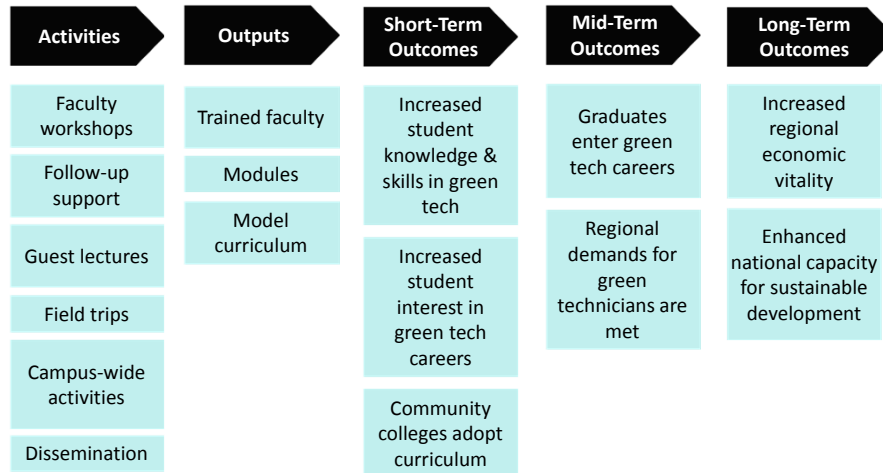 Activities
Faculty
workshops
Follow-up
support
Guest lectures
Field trips
Campus-wide
activities
Dissemination
Outputs
Trained faculty
Modules
Model
curriculum
Short-Term
Outcomes
Increased
student
knowledge &
skills in green
tech
Increased
student
interest in
green tech
careers
Community
colleges adopt
curriculum
Mid-Term
Outcomes
Graduates
enter green
tech careers
Regional
demands for
green
technicians are
met
Long-Term
Outcomes
Increased
regional
economic
vitality
Enhanced
national capacity
for sustainable
development